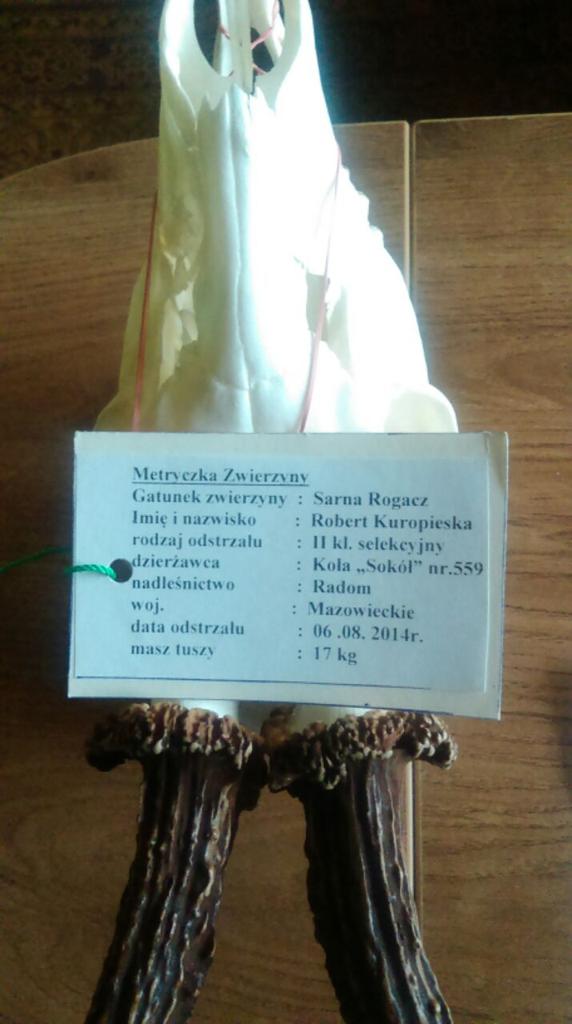 Metryczka Zwierzyny
Gatunek zwierzyny : Sarna Rogacz
Imię i nazwisko : Robert Kuropieska
rodzaj odstrzału : II kl. selekcyjny
dzierżawca : Koła „Sokół” nr.559
nadleśnictwo : Radom
woj. : Mazowieckie
data odstrzału : 06 .08. 2014r.
masz tuszy : 17 kg